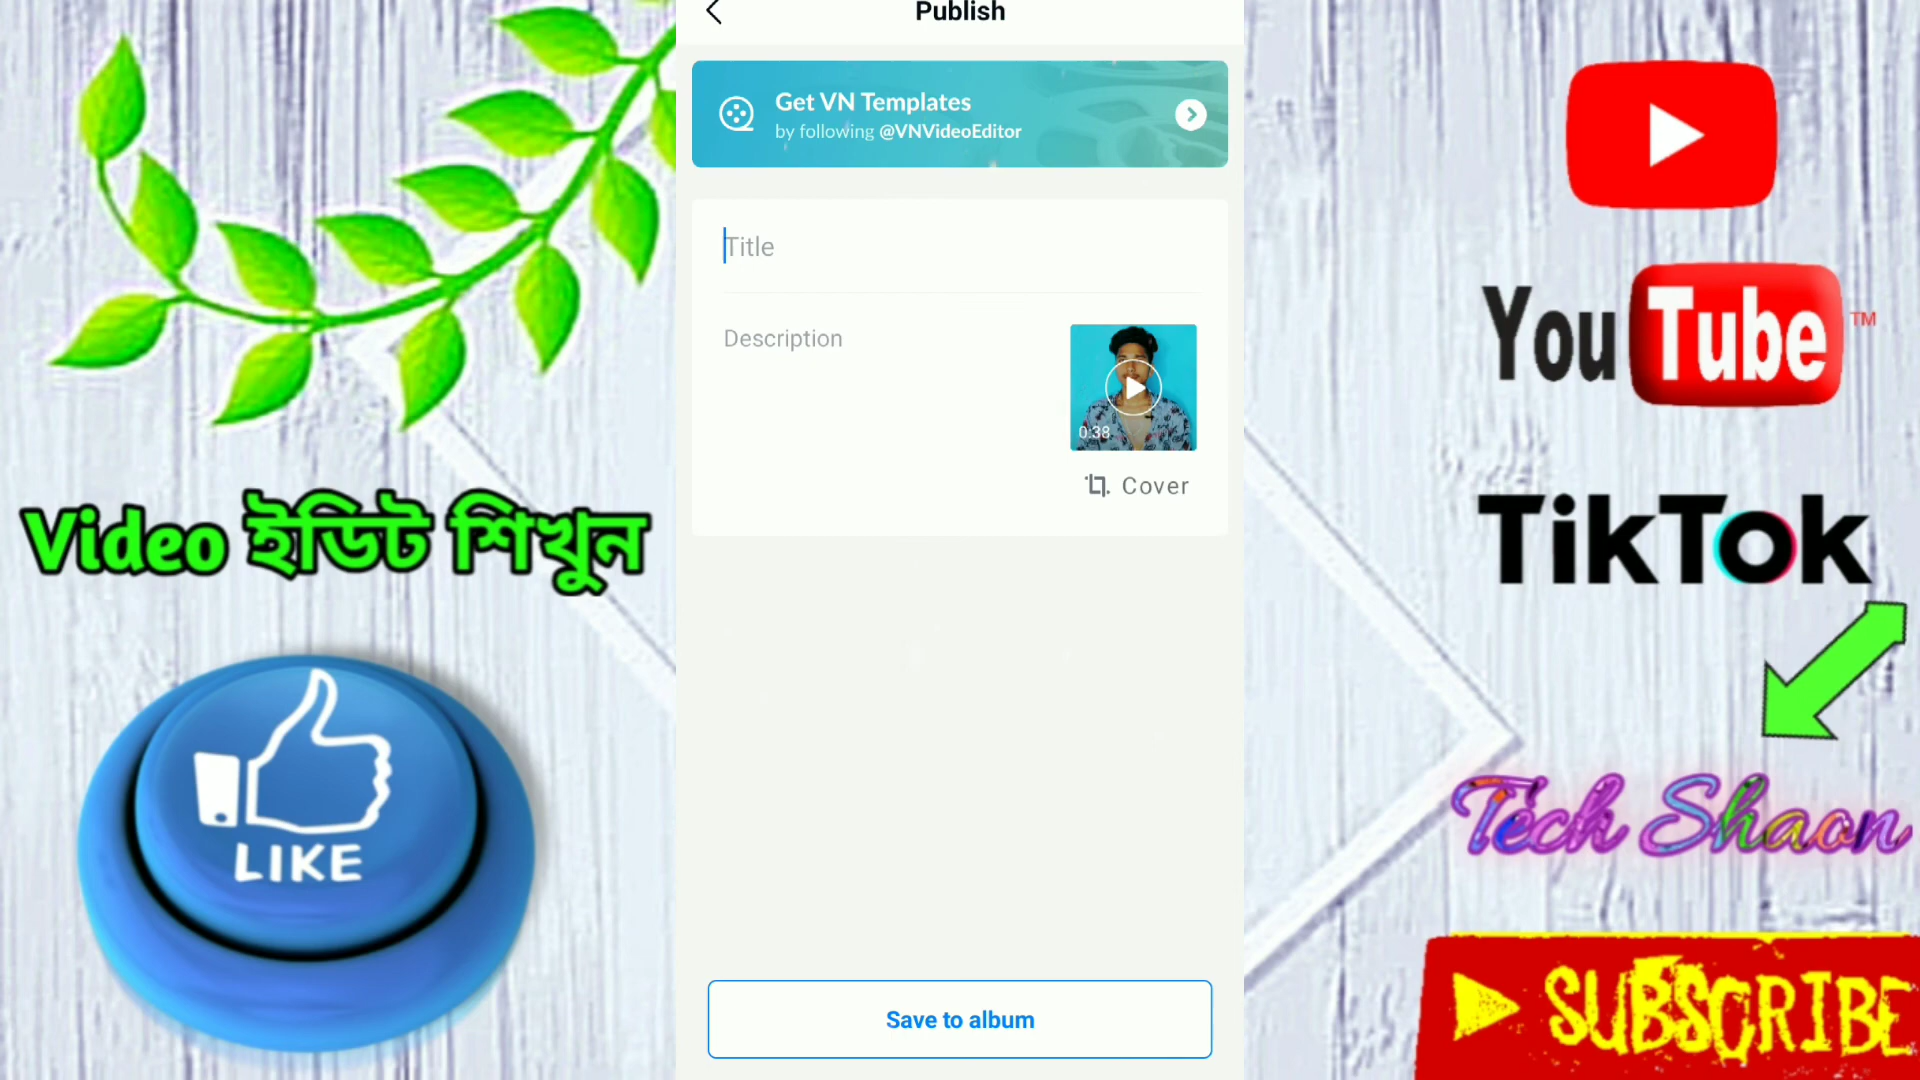 Publish
Get VN Templates
by following @VNVideoEditor
Title
Description
0:38
Cover
Save to album
Video ইডিট শিখুন
LIKE
YouTube™
TikTok
Tech Shaon
SUBSCRIBE